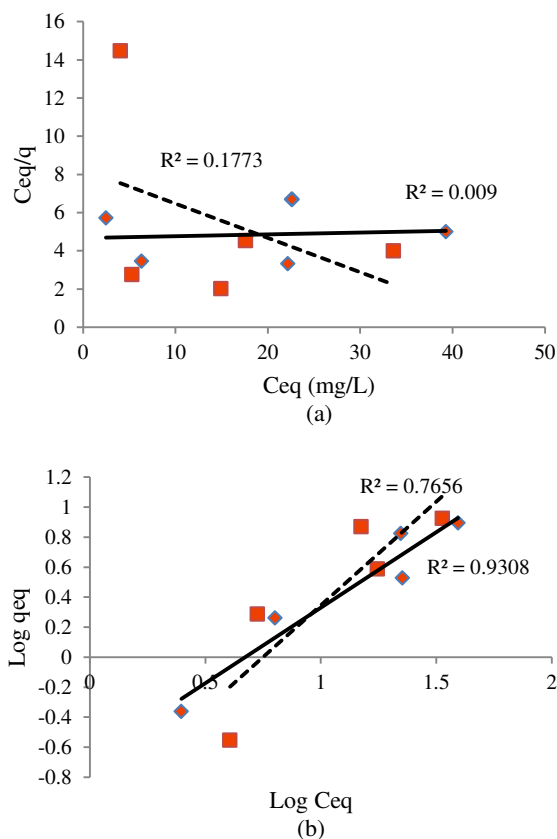 16
14
12
10
8
6
4
2
0
Ceq/q
R² = 0.1773
R² = 0.009
0 10 20 30 40 50
Ceq (mg/L)
(a)
1.2
1
0.8
0.6
0.4
0.2
0
-0.2
-0.4
-0.6
-0.8
Log qeq
R² = 0.7656
R² = 0.9308
0 0.5 1 1.5 2
Log Ceq
(b)